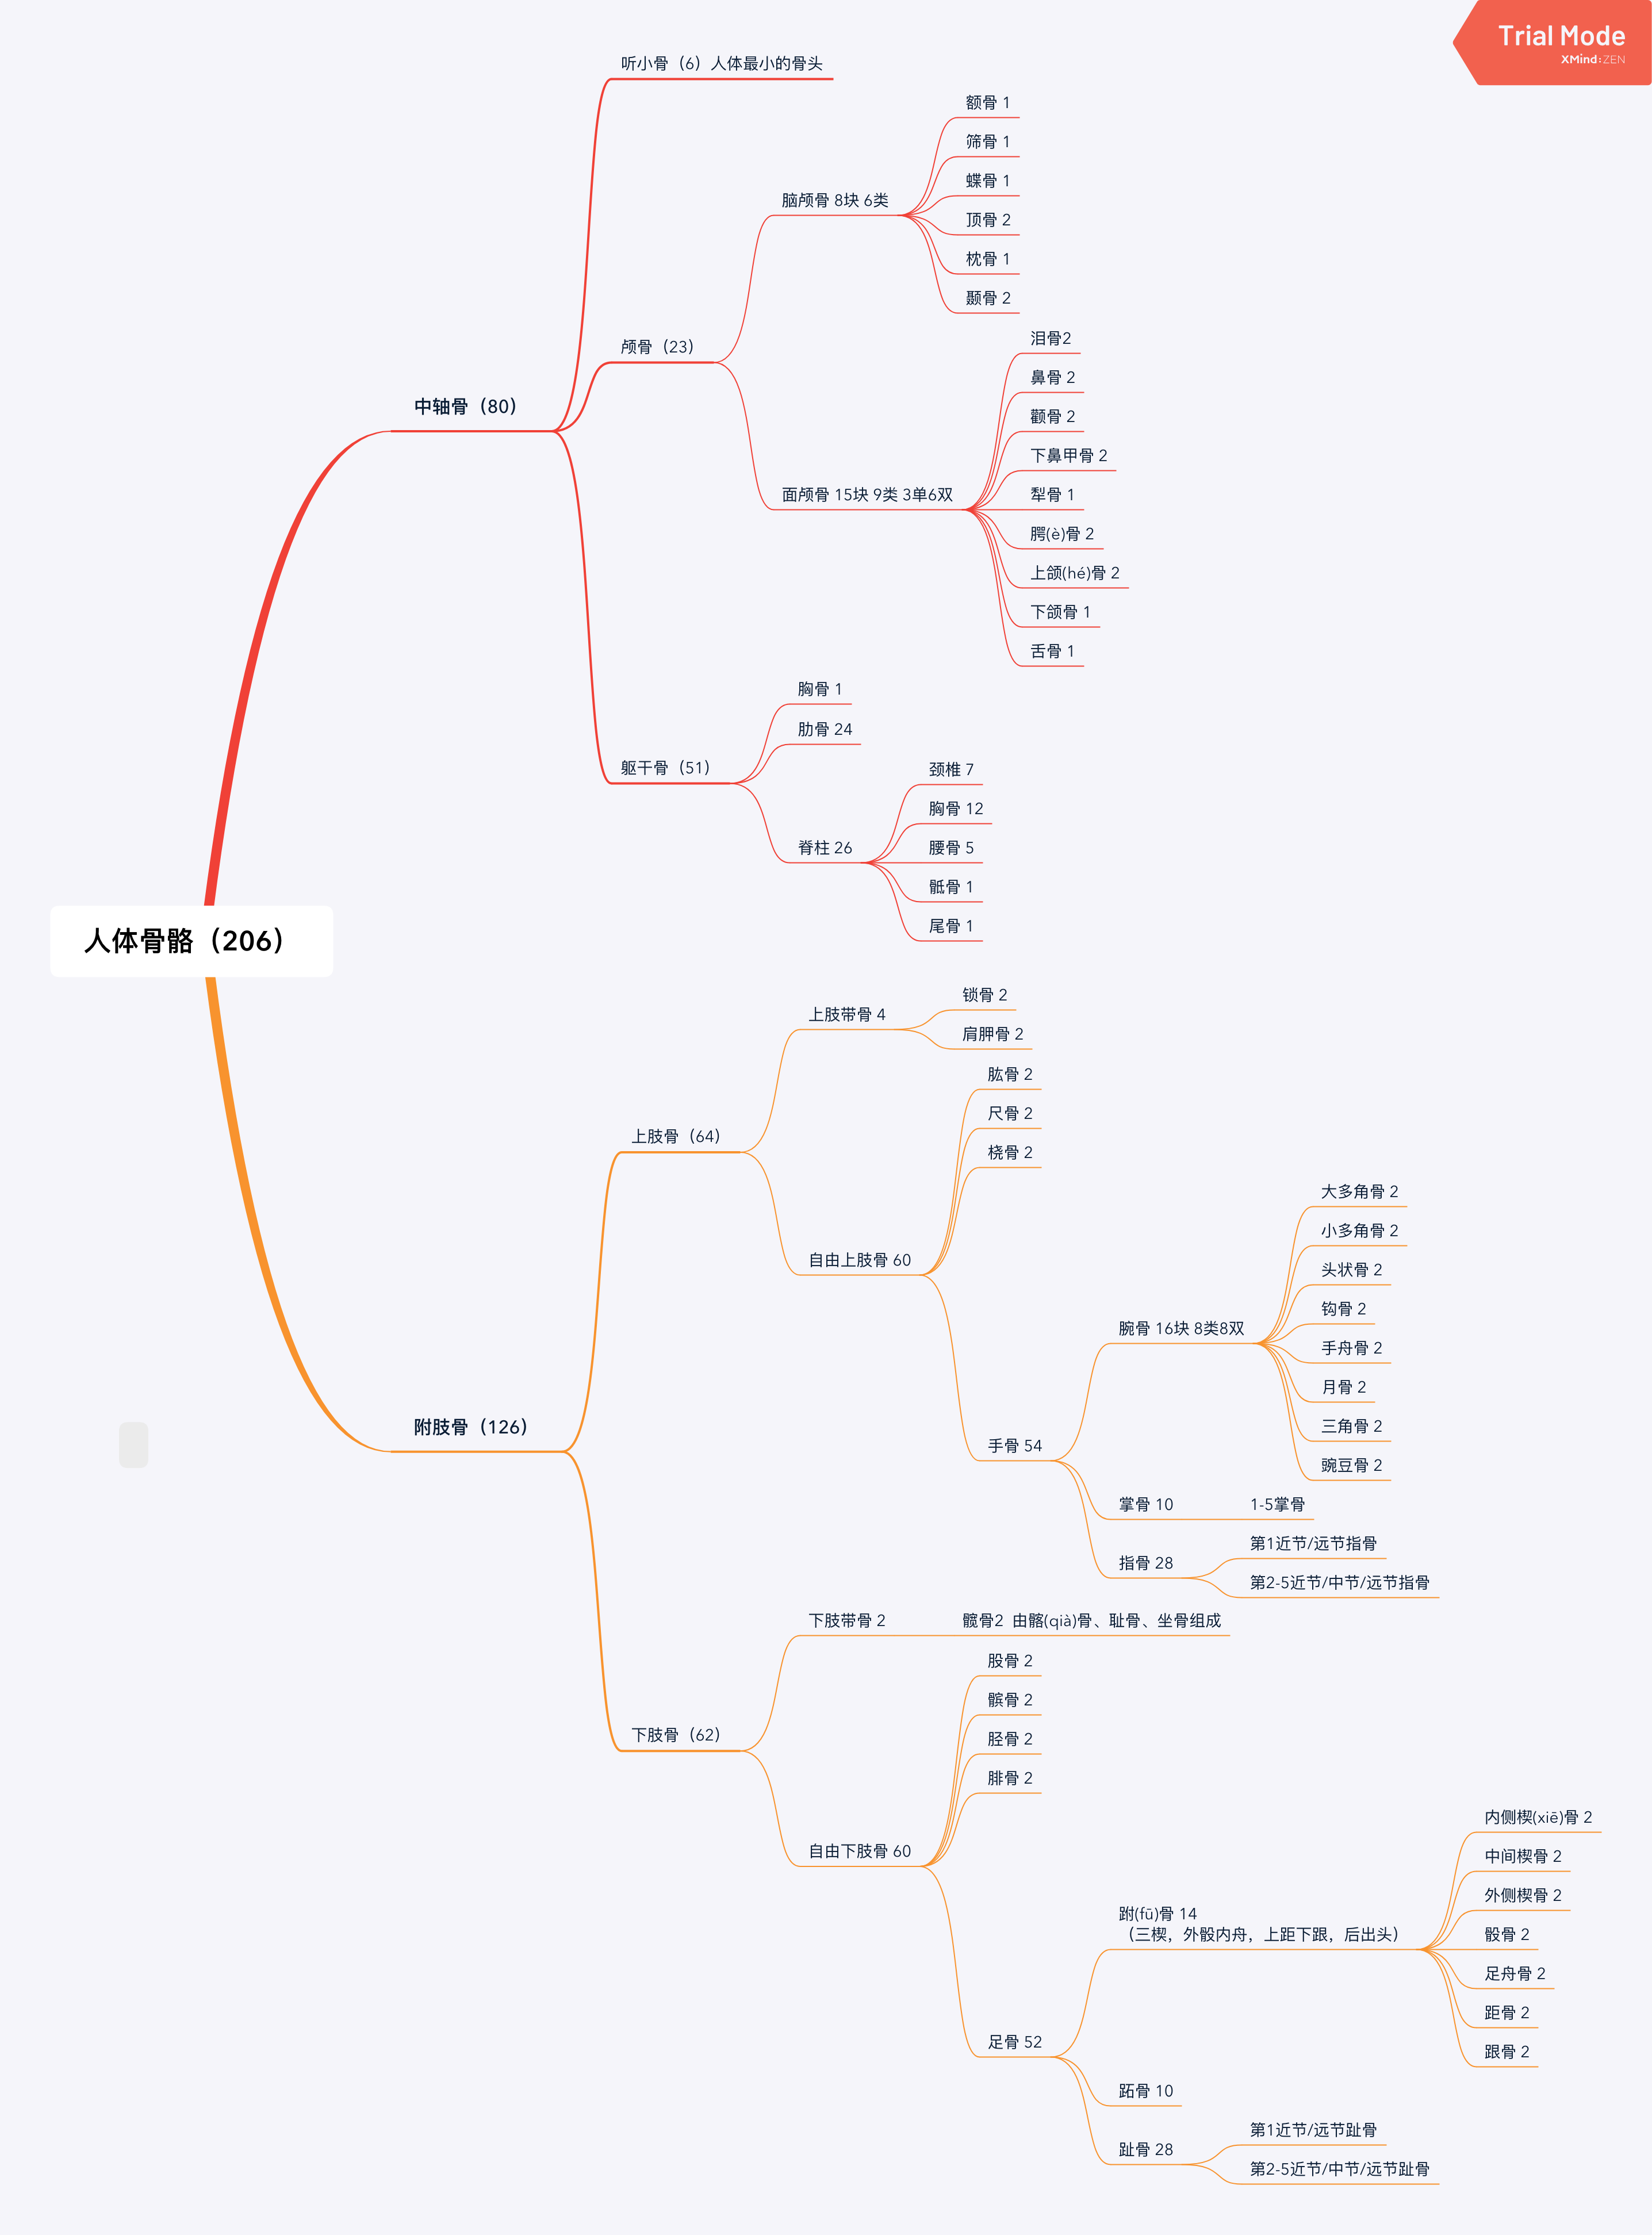 Trial Mode
XMind:ZEN
人体骨骼（206）
中轴骨（80）
听小骨（6）人体最小的骨头
颅骨（23）
脑颅骨 8块 6类
额骨 1
筛骨 1
蝶骨 1
顶骨 2
枕骨 1
颞骨 2
面颅骨 15块 9类 3单6双
泪骨2
鼻骨 2
颧骨 2
下鼻甲骨 2
犁骨 1
腭(è)骨 2
上颌(hé)骨 2
下颌骨 1
舌骨 1
躯干骨（51）
胸骨 1
肋骨 24
脊柱 26
颈椎 7
胸骨 12
腰骨 5
骶骨 1
尾骨 1
附肢骨（126）
上肢骨（64）
上肢带骨 4
锁骨 2
肩胛骨 2
自由上肢骨 60
肱骨 2
尺骨 2
桡骨 2
手骨 54
腕骨 16块 8类8双
大多角骨 2
小多角骨 2
头状骨 2
钩骨 2
手舟骨 2
月骨 2
三角骨 2
豌豆骨 2
掌骨 10
1-5掌骨
指骨 28
第1近节/远节指骨
第2-5近节/中节/远节指骨
下肢骨（62）
下肢带骨 2
髋骨2 由髂(qià)骨、耻骨、坐骨组成
自由下肢骨 60
股骨 2
髌骨 2
胫骨 2
腓骨 2
足骨 52
跗(fū)骨 14
（三楔，外骰内舟，上距下跟，后出头）
内侧楔(xiē)骨 2
中间楔骨 2
外侧楔骨 2
骰骨 2
足舟骨 2
距骨 2
跟骨 2
跖骨 10
趾骨 28
第1近节/远节趾骨
第2-5近节/中节/远节趾骨